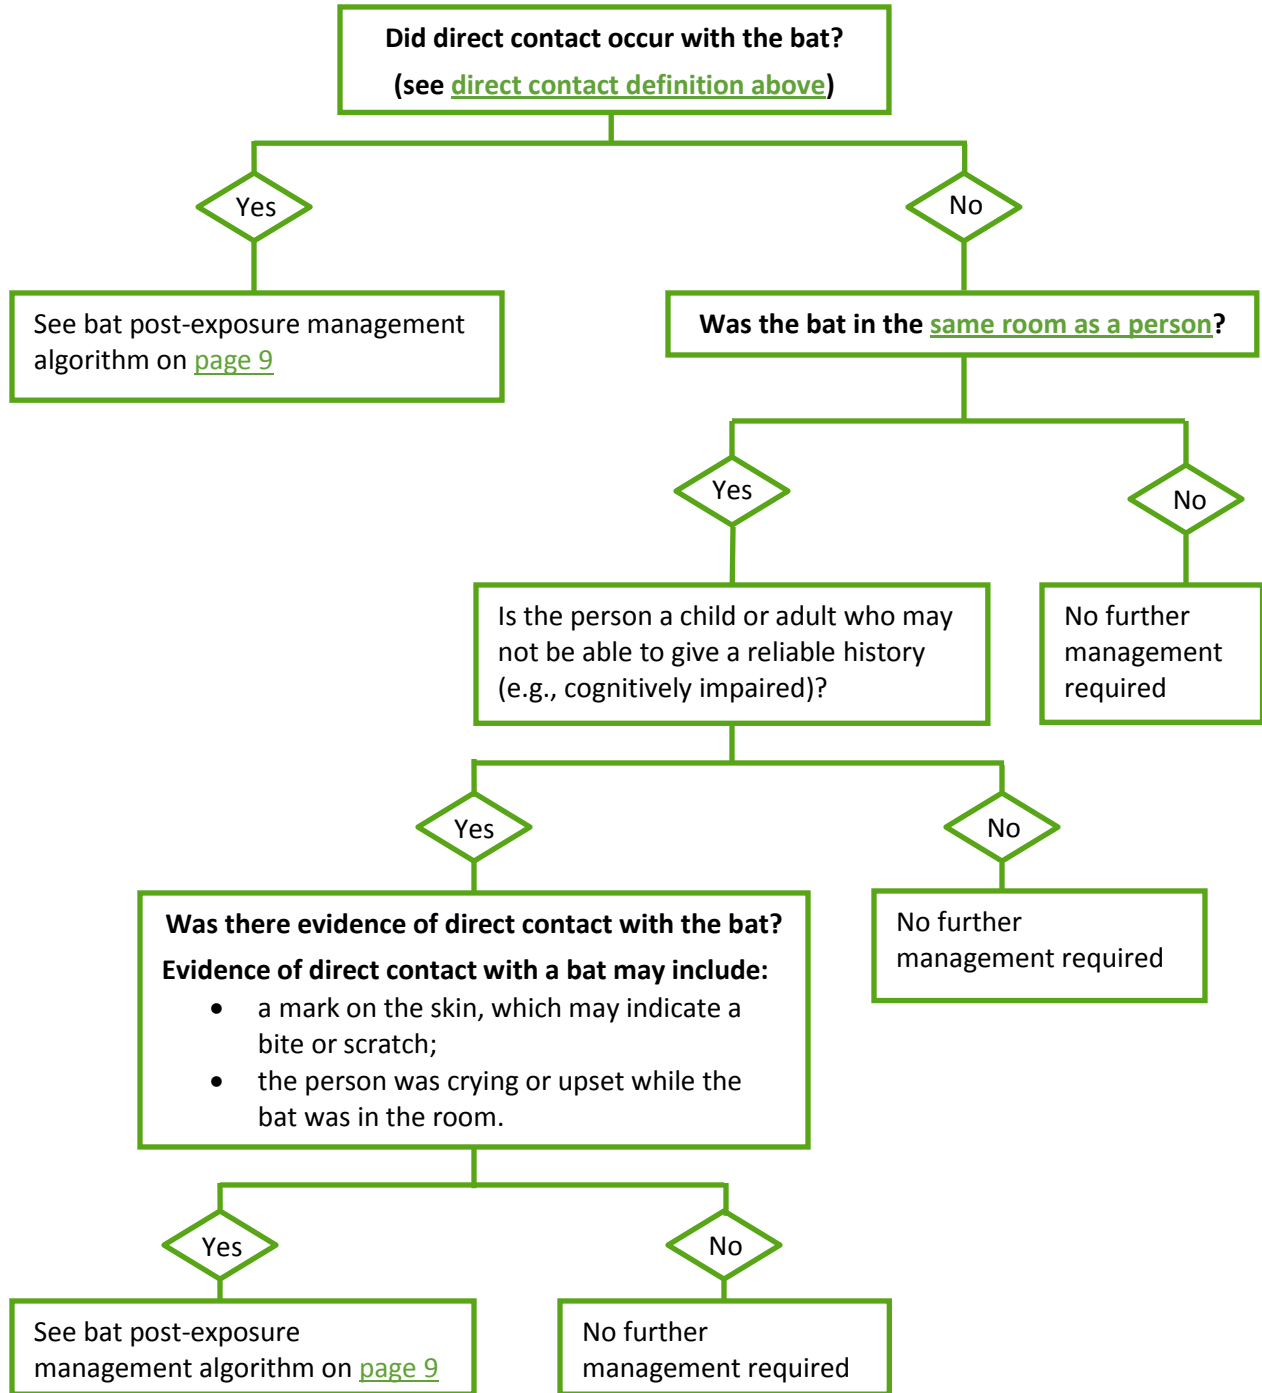 Did direct contact occur with the bat?
(see direct contact definition above)
Yes
No
See bat post-exposure management
algorithm on page 9
Was the bat in the same room as a person?
Yes
No
Is the person a child or adult who may
not be able to give a reliable history
(e.g., cognitively impaired)?
No further
management
required
Yes
No
Was there evidence of direct contact with the bat?
Evidence of direct contact with a bat may include:
• a mark on the skin, which may indicate a
bite or scratch;
• the person was crying or upset while the
bat was in the room.
No further
management required
Yes
No
See bat post-exposure
management algorithm on page 9
No further
management required